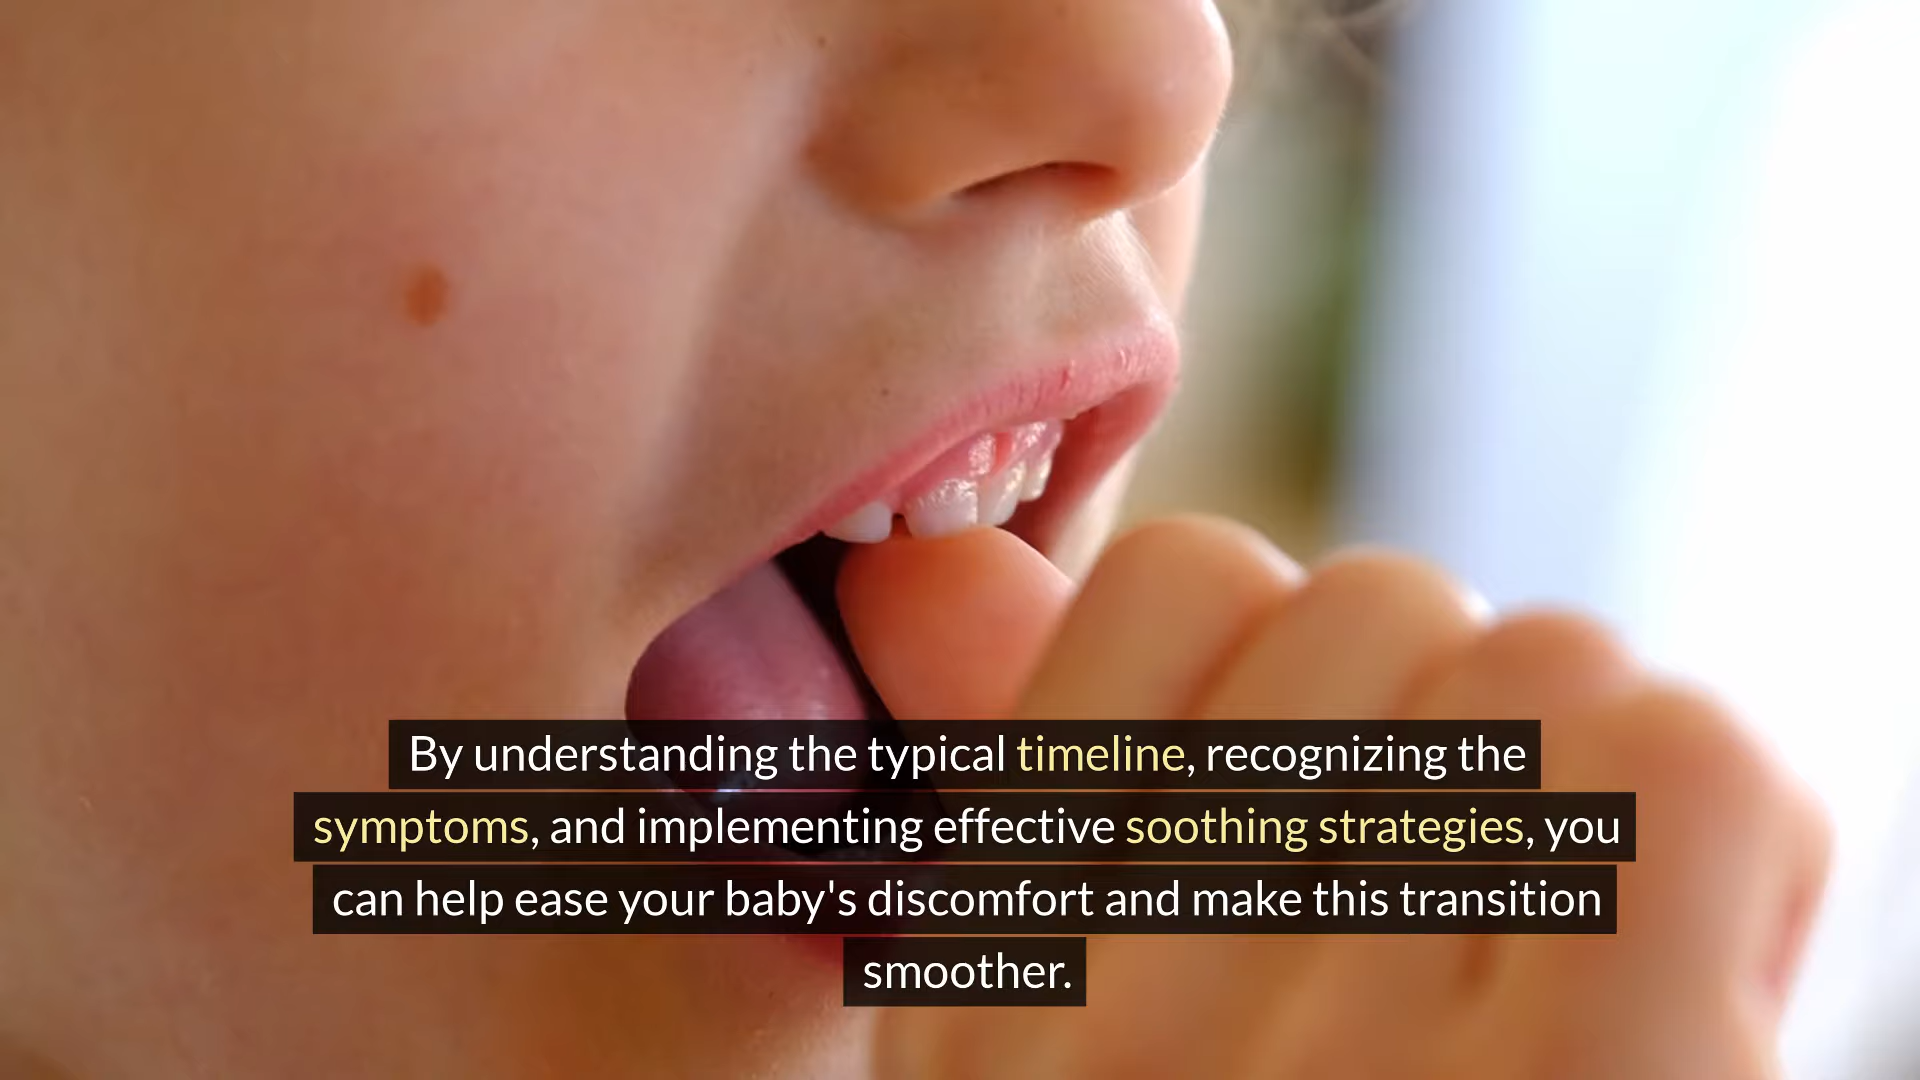 By understanding the typical timeline, recognizing the
symptoms, and implementing effective soothing strategies, you
can help ease your baby's discomfort and make this transition
smoother.